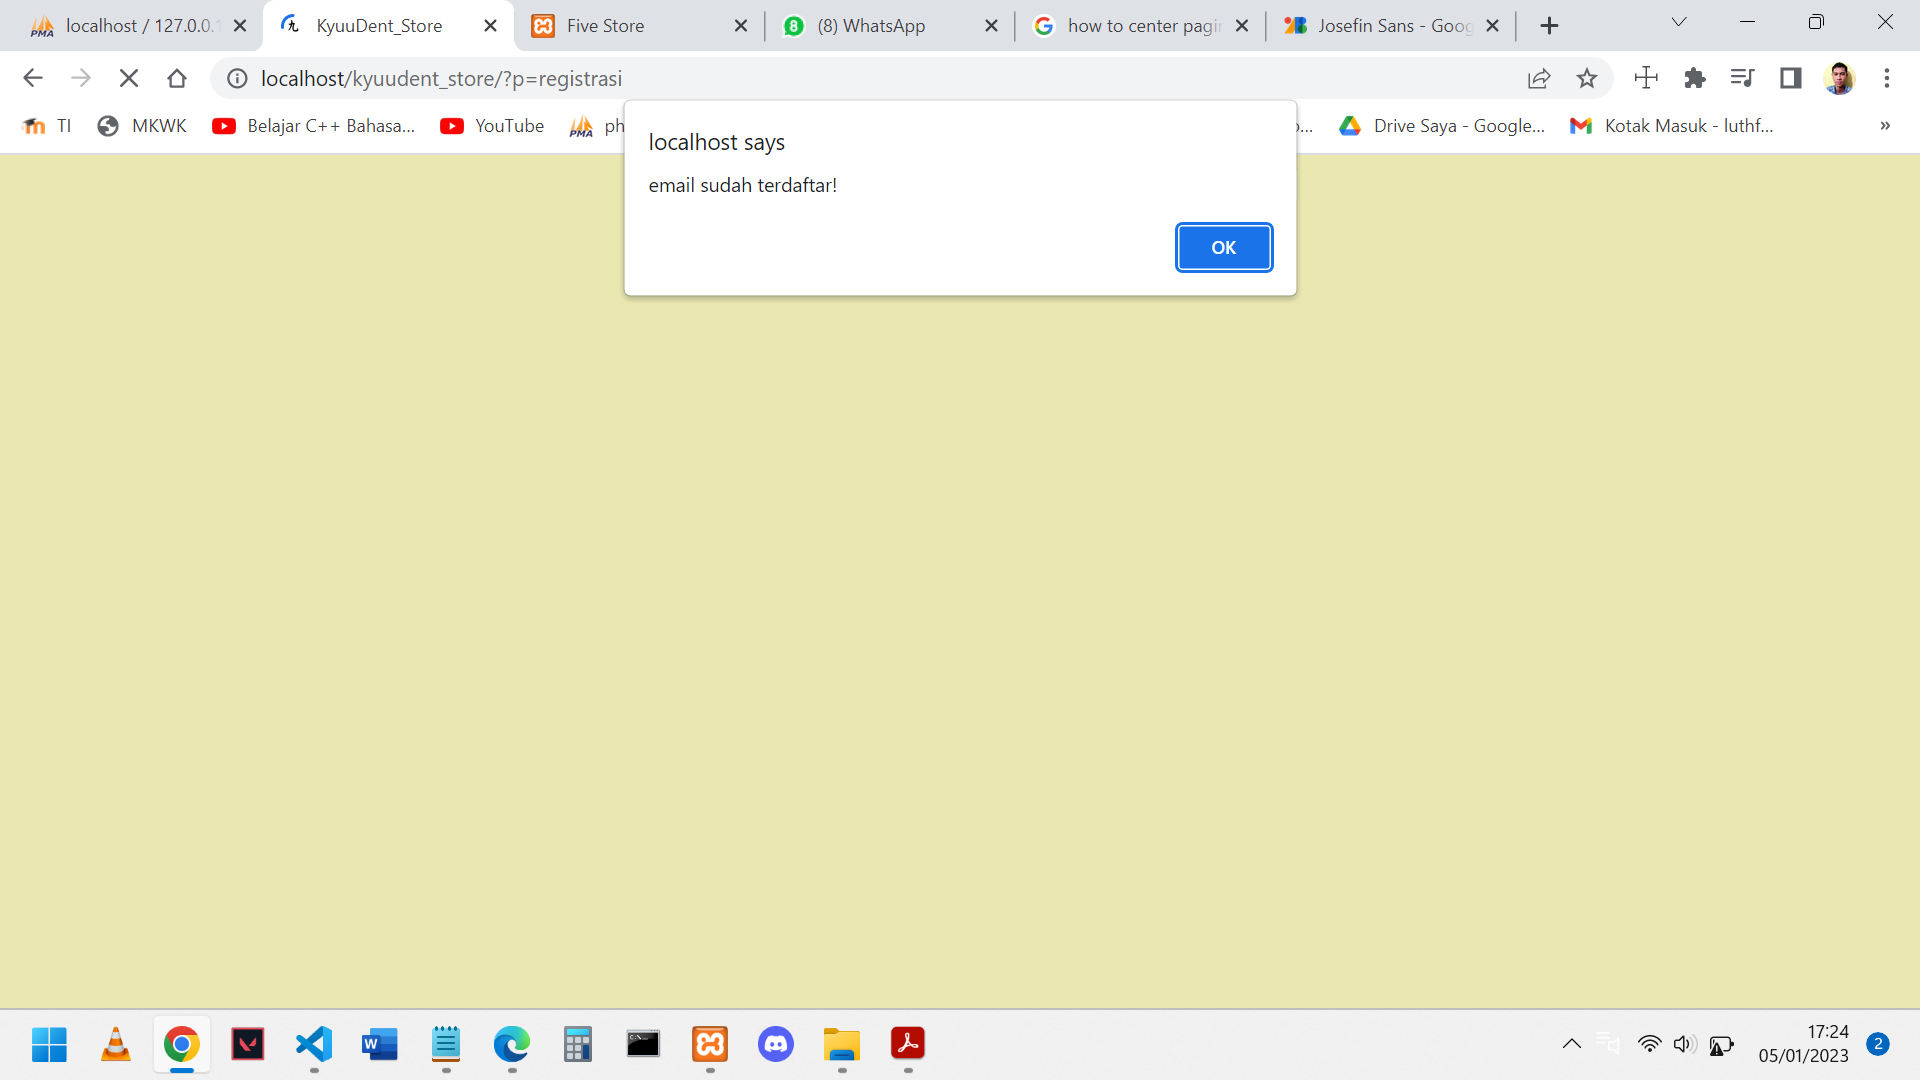 localhost / 127.0.0.1
KyuuDent_Store
Five Store
(8) WhatsApp
how to center pagin
Josefin Sans - Goog
localhost/kyuudent_store/?p=registrasi
TI
MKWK
Belajar C++ Bahasa...
YouTube
ph
Drive Saya - Google...
Kotak Masuk - luthf...
»
localhost says
email sudah terdaftar!
OK
17:24
05/01/2023
2